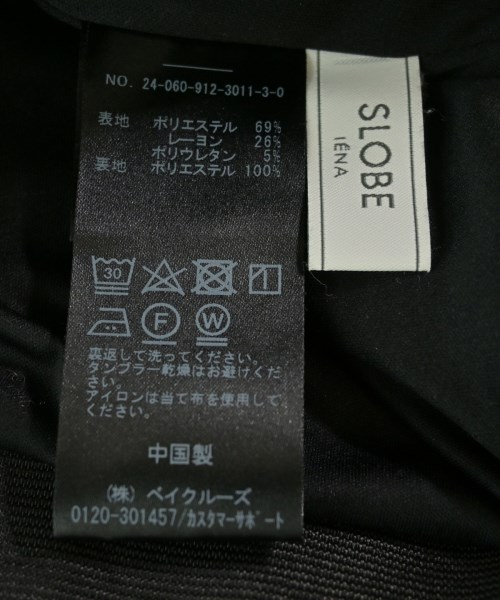 NO. 24-060-912-3011-3-0
表地 ポリエステル 69%
レーヨン 26%
ポリウレタン 5%
裏地 ポリエステル 100%
30
F
W
裏返して洗ってください。
タンブラー乾燥はお避けくだ
さい。
アイロンは当て布を使用して
ください。
中国製
(株) ベイクルーズ
0120-301457/カスタマーサポート
SLOBE
IÉNA